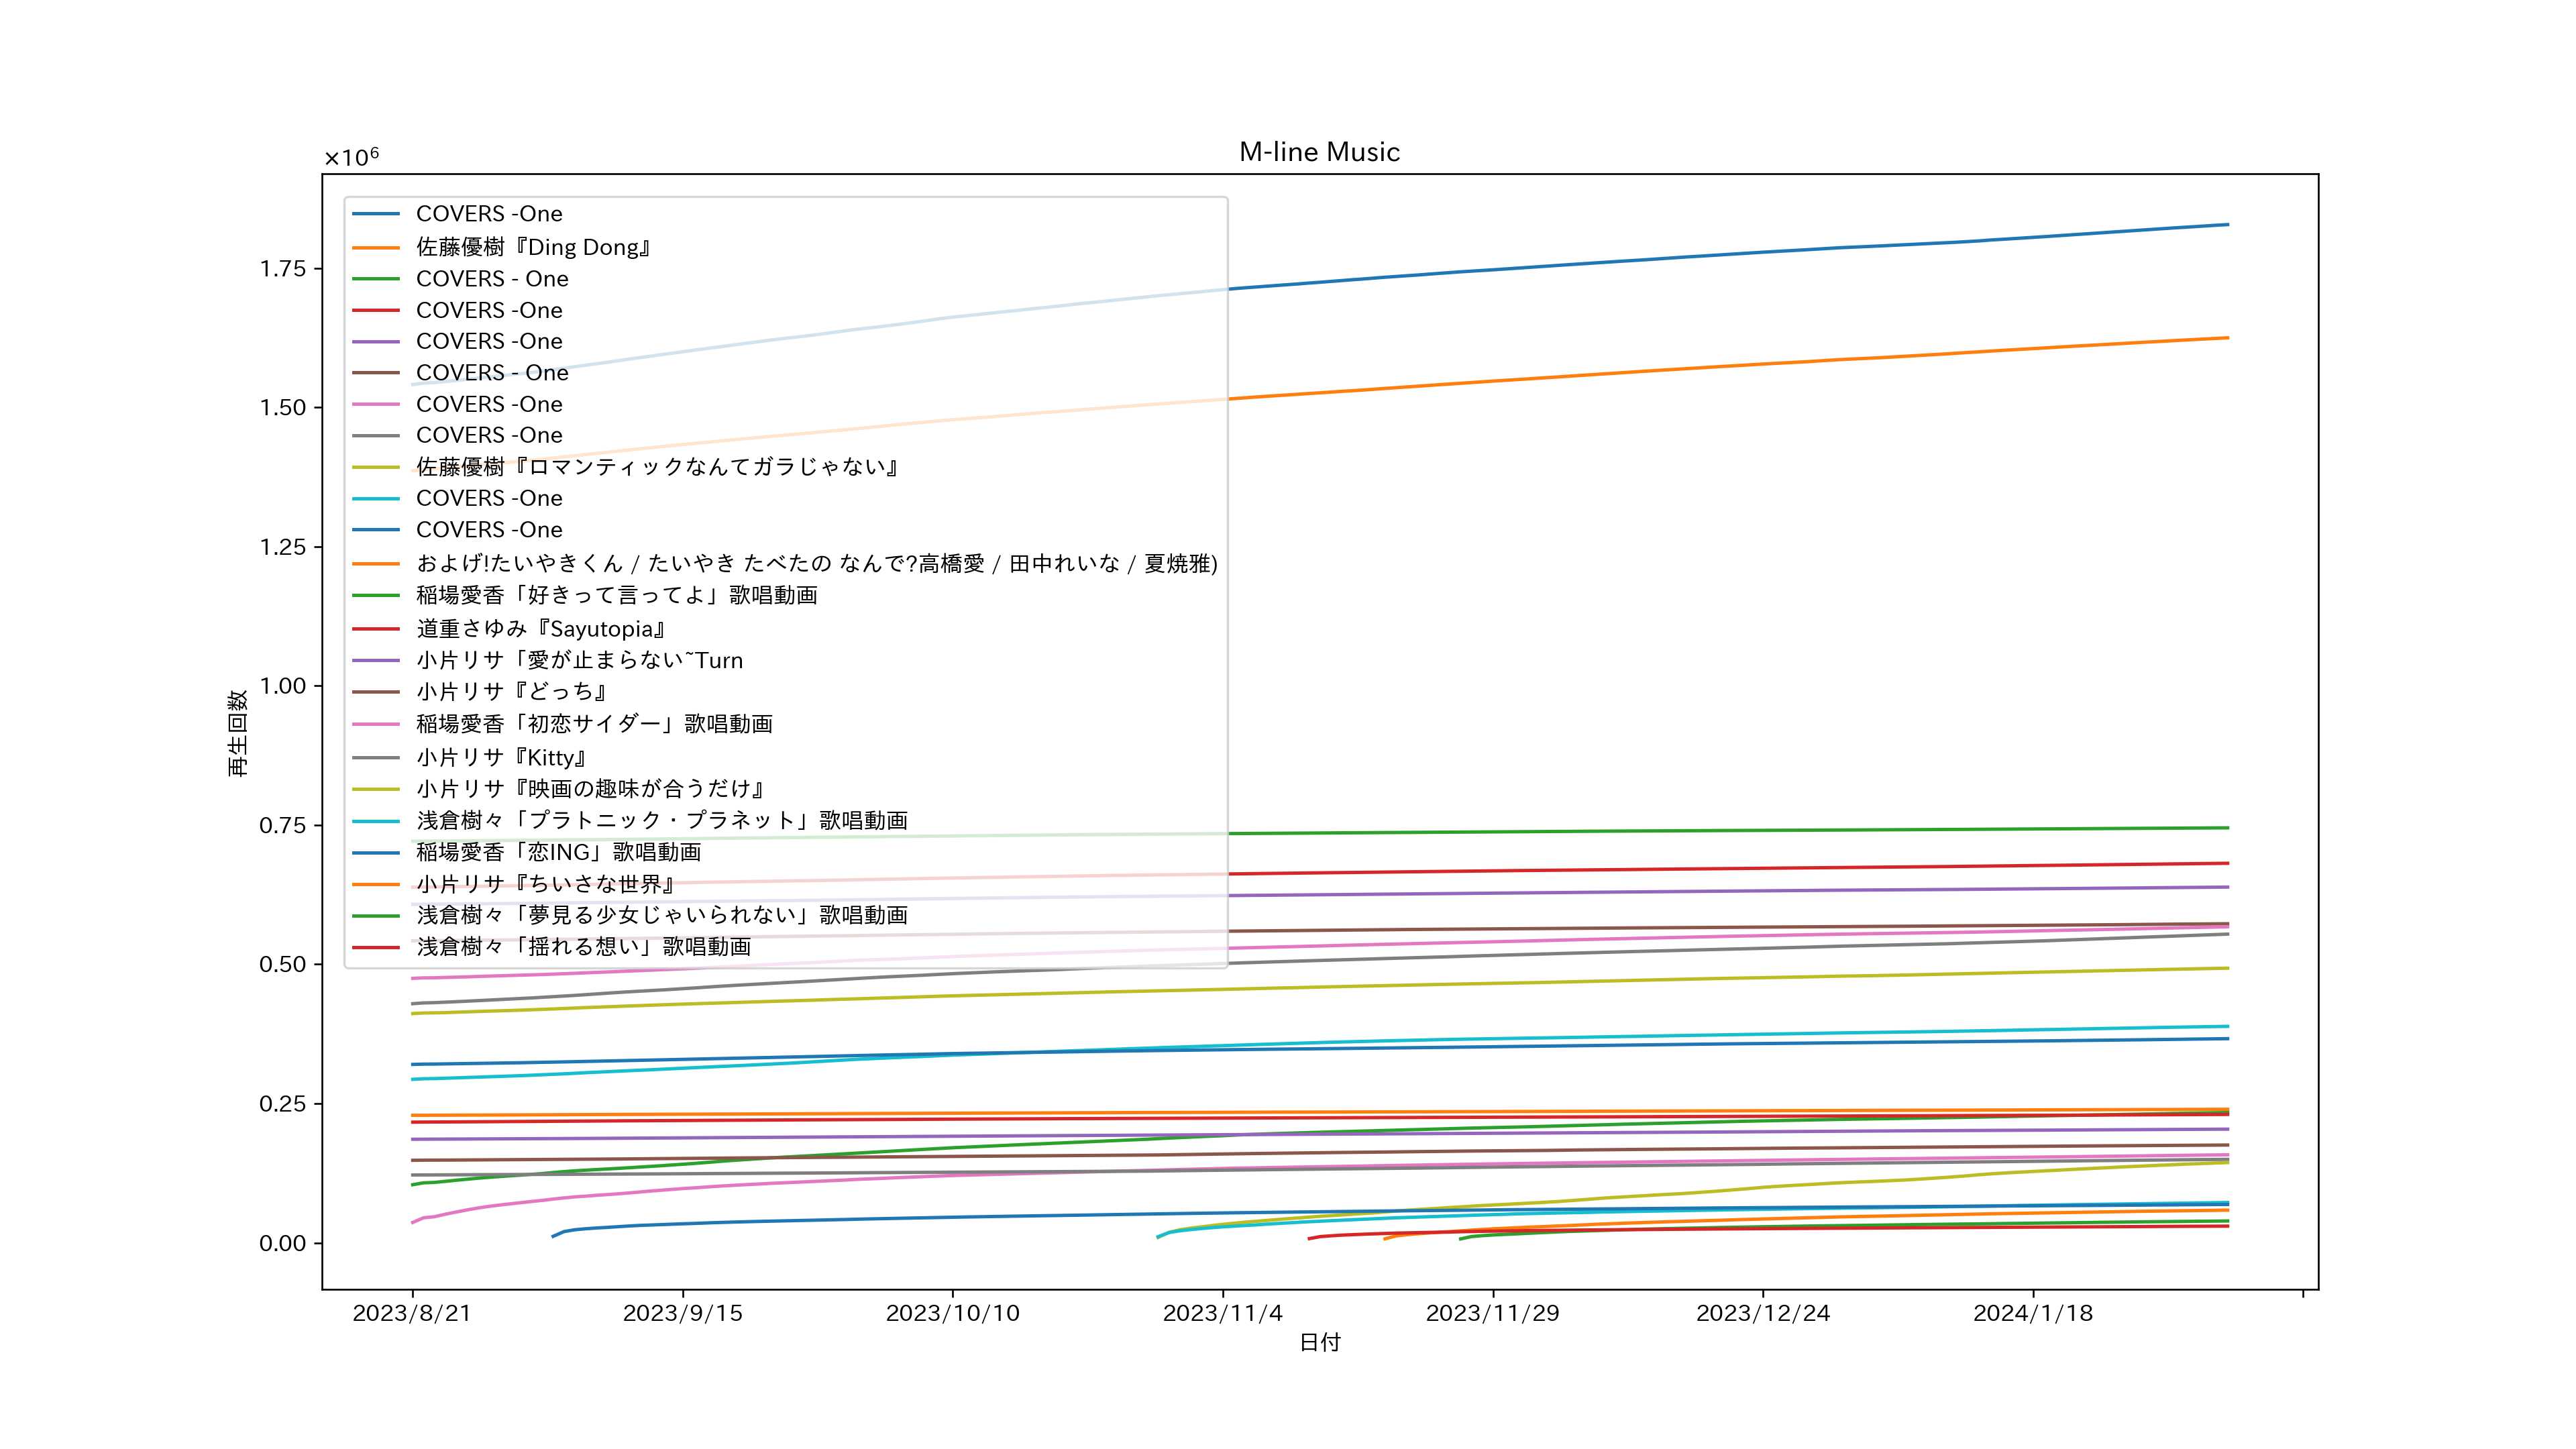 M-line Music
×10⁶
COVERS -One
佐藤優樹『Ding Dong』
COVERS - One
COVERS -One
COVERS -One
COVERS - One
COVERS -One
COVERS -One
佐藤優樹『ロマンティックなんてガラじゃない』
COVERS -One
COVERS -One
およげ!たいやきくん / たいやき たべたの なんで?高橋愛 / 田中れいな / 夏焼雅)
稲場愛香「好きって言ってよ」歌唱動画
道重さゆみ『Sayutopia』
小片リサ「愛が止まらない~Turn
小片リサ『どっち』
稲場愛香「初恋サイダー」歌唱動画
小片リサ『Kitty』
小片リサ『映画の趣味が合うだけ』
浅倉樹々「プラトニック・プラネット」歌唱動画
稲場愛香「恋ING」歌唱動画
小片リサ『ちいさな世界』
浅倉樹々「夢見る少女じゃいられない」歌唱動画
浅倉樹々「揺れる想い」歌唱動画
1.75
1.50
1.25
1.00
0.75
0.50
0.25
0.00
再生回数
2023/8/21
2023/9/15
2023/10/10
2023/11/4
2023/11/29
2023/12/24
2024/1/18
日付